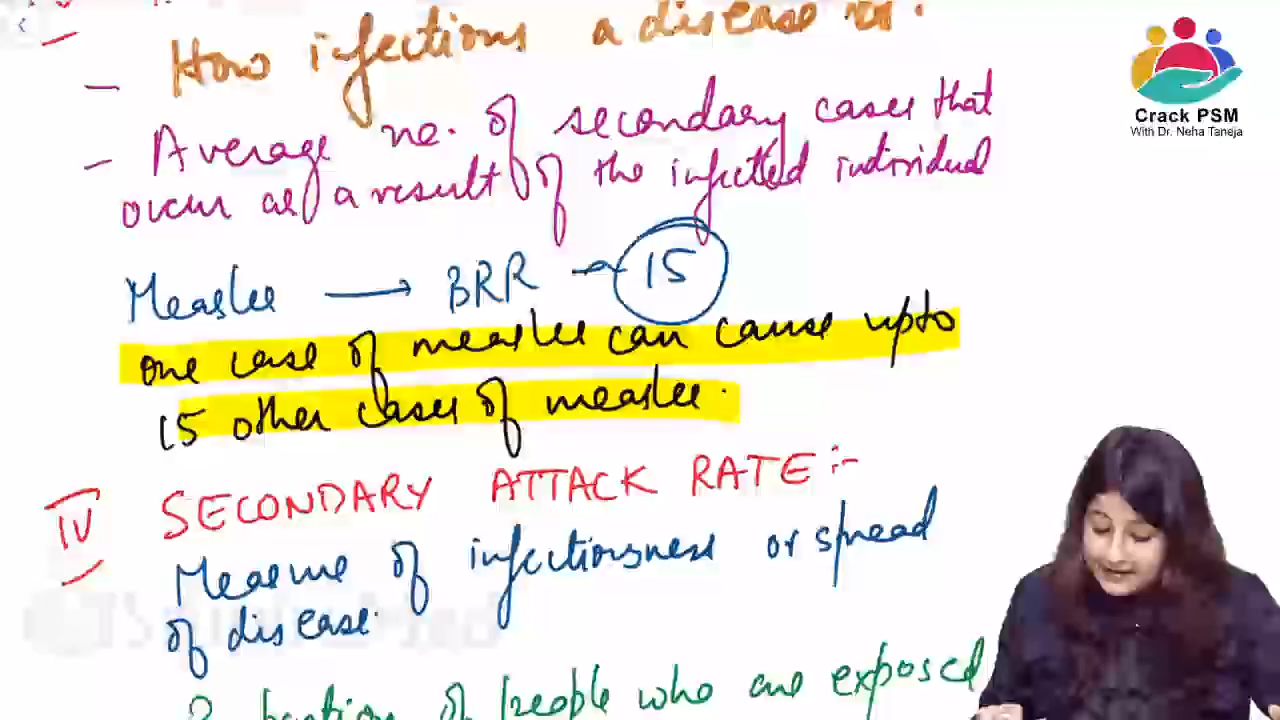 - How infectious a disease is.
- Average no. of secondary cases that
occur as a result of the infected individual
Measles → BRR → 15
one case of measles can cause upto
15 other cases of measles.
IV SECONDARY ATTACK RATE :-
Measure of infectiousness or spread
of disease.
of people who are exposed
Crack PSM
With Dr. Neha Taneja